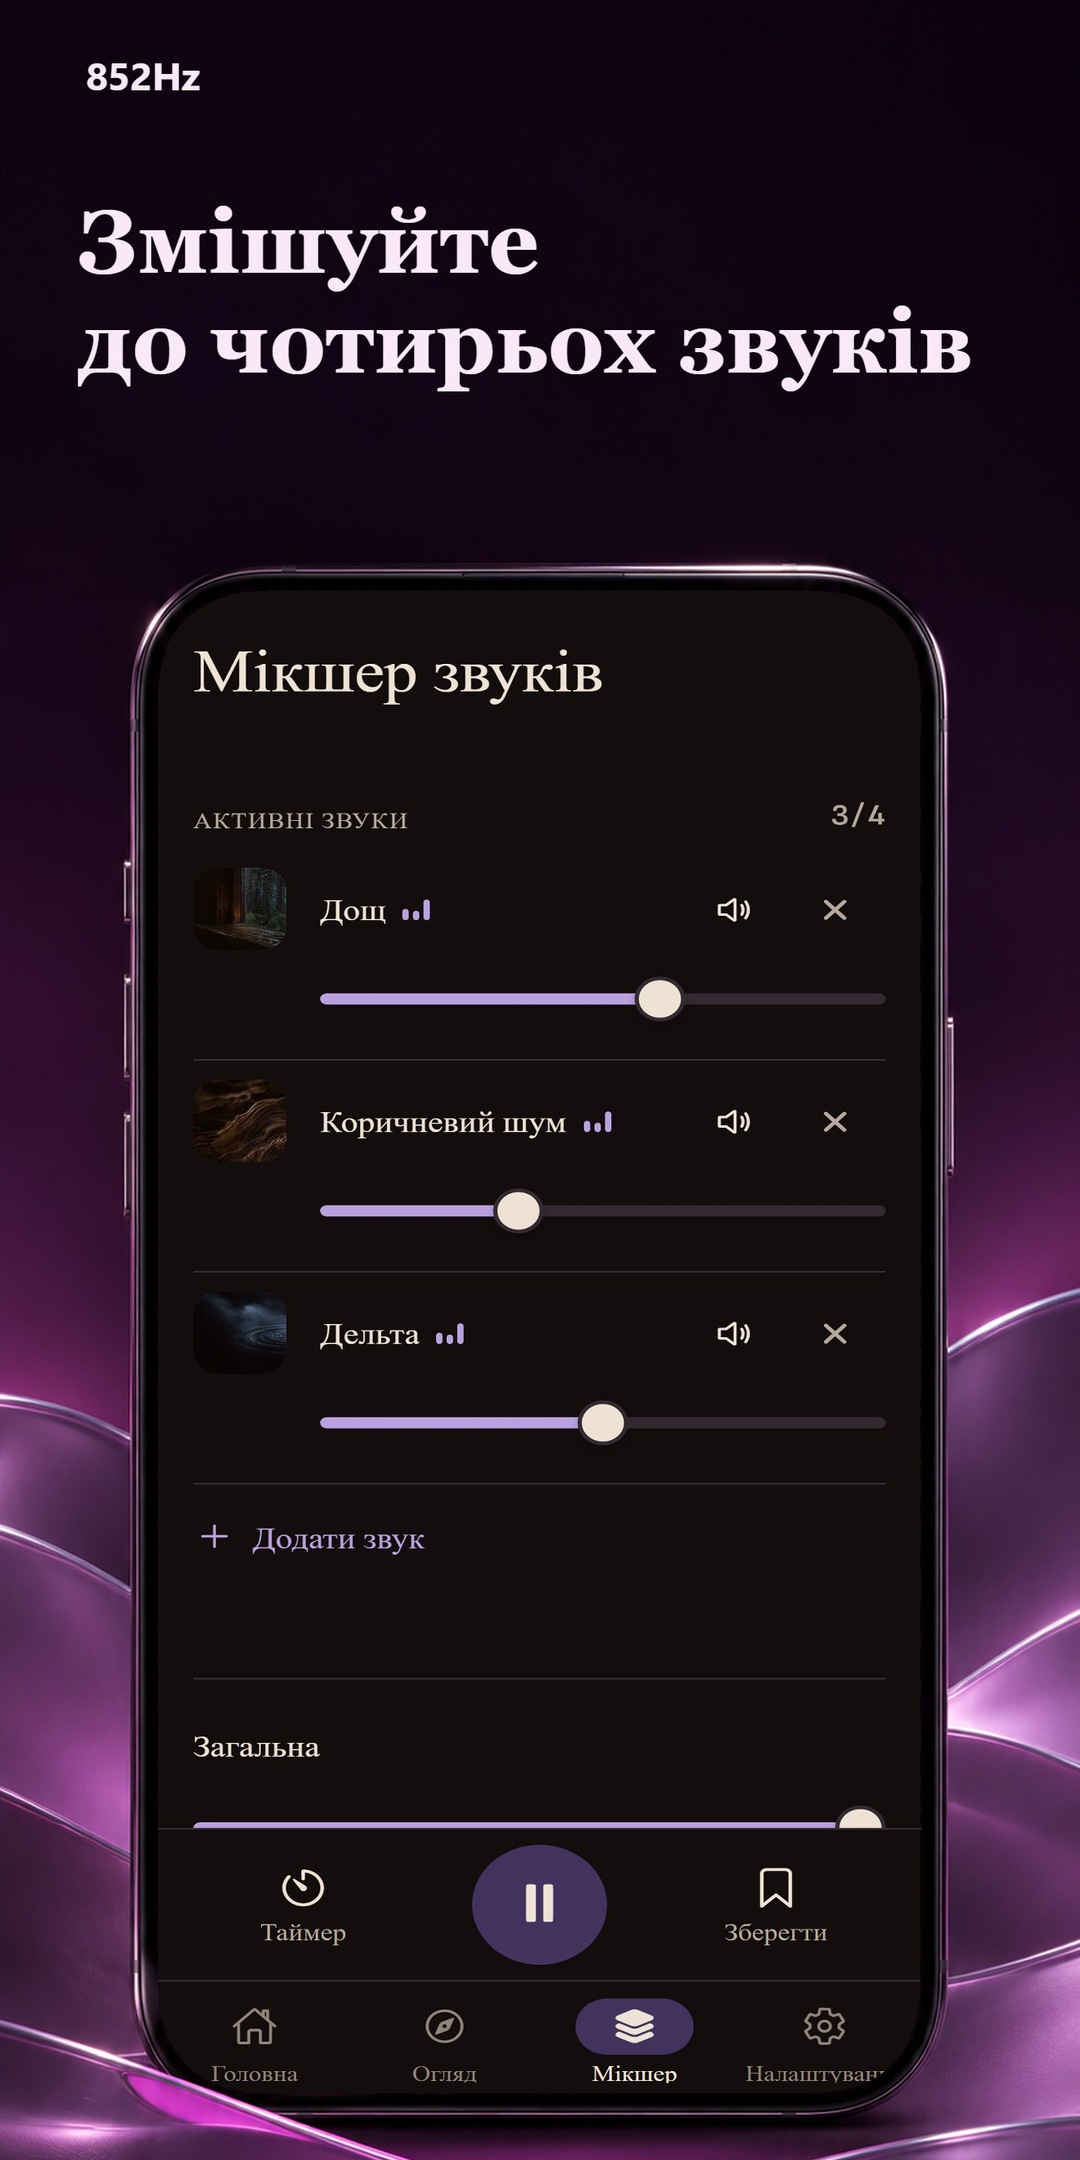 852Hz
Змішуйте
до чотирьох звуків
Мікшер звуків
АКТИВНІ ЗВУКИ 3/4
Дощ
Коричневий шум
Дельта
Додати звук
Загальна
Таймер Зберегти
Головна Огляд Мікшер Налаштуван